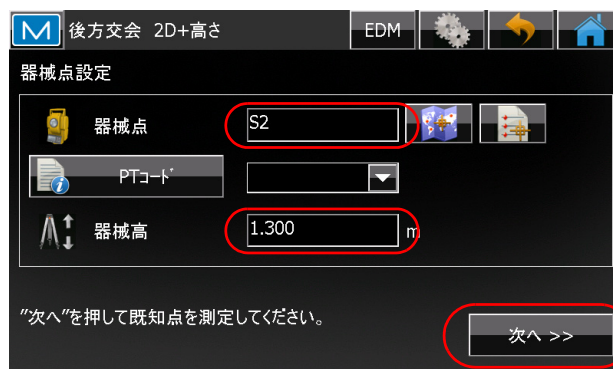 M 後方交会 2D+高さ EDM
器械点設定
器械点 S2
PTコード
器械高 1.300 m
"次へ"を押して既知点を測定してください。
次へ >>